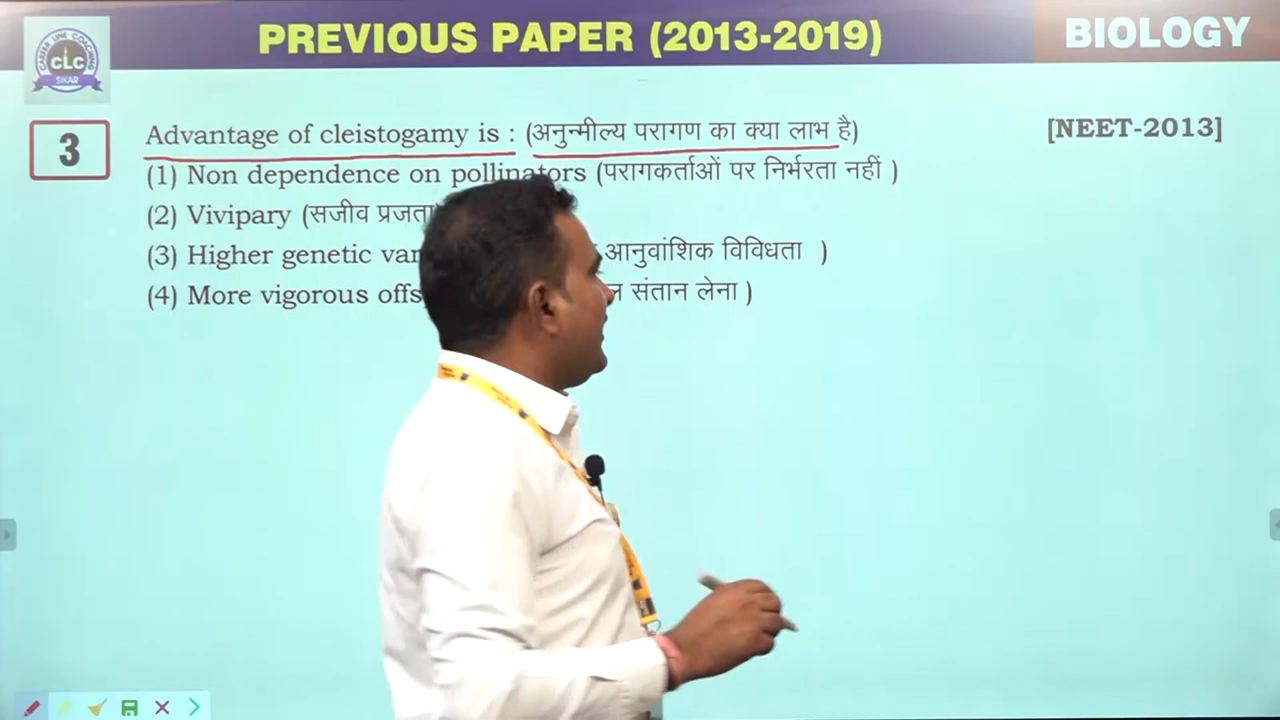 PREVIOUS PAPER (2013-2019)
BIOLOGY
CLC
SIKAR
3
Advantage of cleistogamy is : (अनुन्मील्य परागण का क्या लाभ है)
[NEET-2013]
(1) Non dependence on pollinators (परागकर्ताओं पर निर्भरता नहीं )
(2) Vivipary (सजीव प्रजता
(3) Higher genetic आनुवांशिक विविधता )
(4) More vigorous संतान लेना )